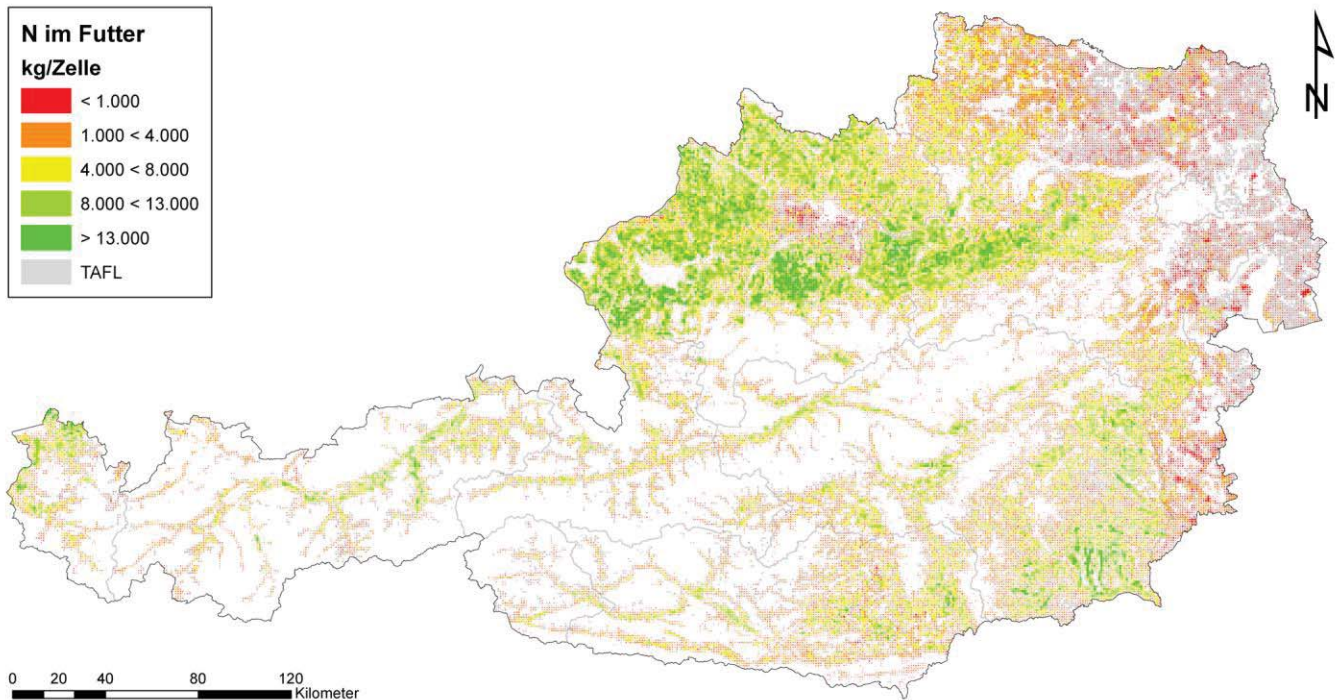 N im Futter
kg/Zelle
< 1.000
1.000 < 4.000
4.000 < 8.000
8.000 < 13.000
> 13.000
TAFL
N
0 20 40 80 120
Kilometer